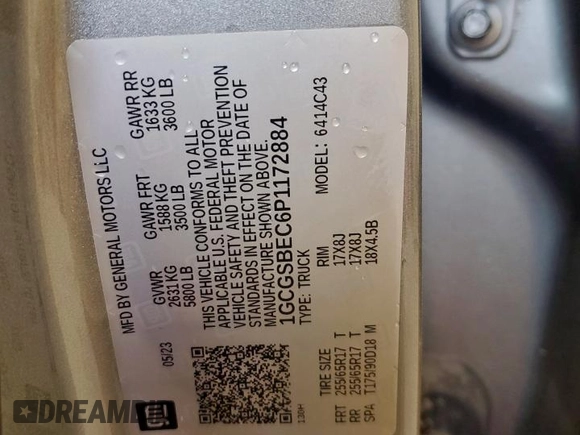 MFD BY GENERAL MOTORS LLC
05/23
GVWR
2631 KG
5800 LB
GAWR FRT
1588 KG
3500 LB
GAWR RR
1633 KG
3600 LB
THIS VEHICLE CONFORMS TO ALL
APPLICABLE U.S. FEDERAL MOTOR
VEHICLE SAFETY AND THEFT PREVENTION
STANDARDS IN EFFECT ON THE DATE OF
MANUFACTURE SHOWN ABOVE.
1GCGSBEC6P1172884
TYPE: TRUCK
MODEL: 6414C43
130H
TIRE SIZE RIM
FRT 255/65R17 T 17X8J
RR 255/65R17 T 17X8J
SPA T175/90D18 M 18X4.5B
gm
DREAMBID